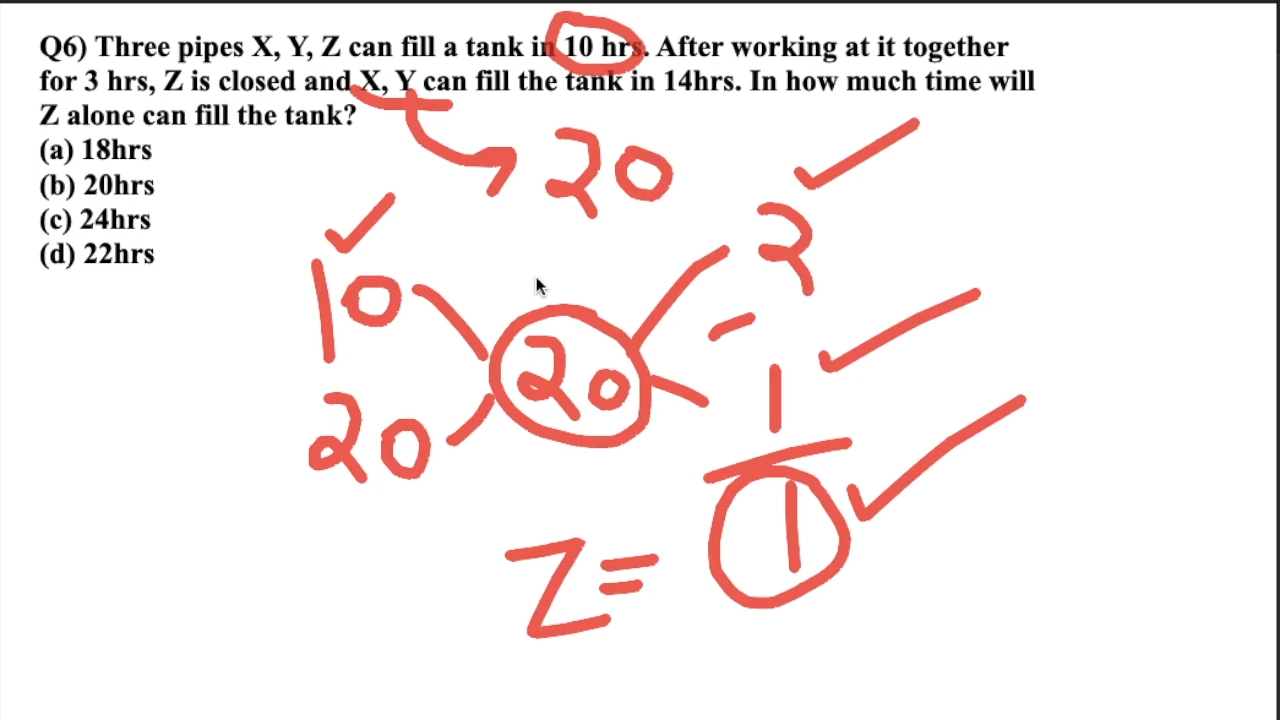 Q6) Three pipes X, Y, Z can fill a tank in 10 hrs. After working at it together
for 3 hrs, Z is closed and X, Y can fill the tank in 14hrs. In how much time will
Z alone can fill the tank?
(a) 18hrs
(b) 20hrs
(c) 24hrs
(d) 22hrs
20
10
2
20
- 1
20
Z = 1